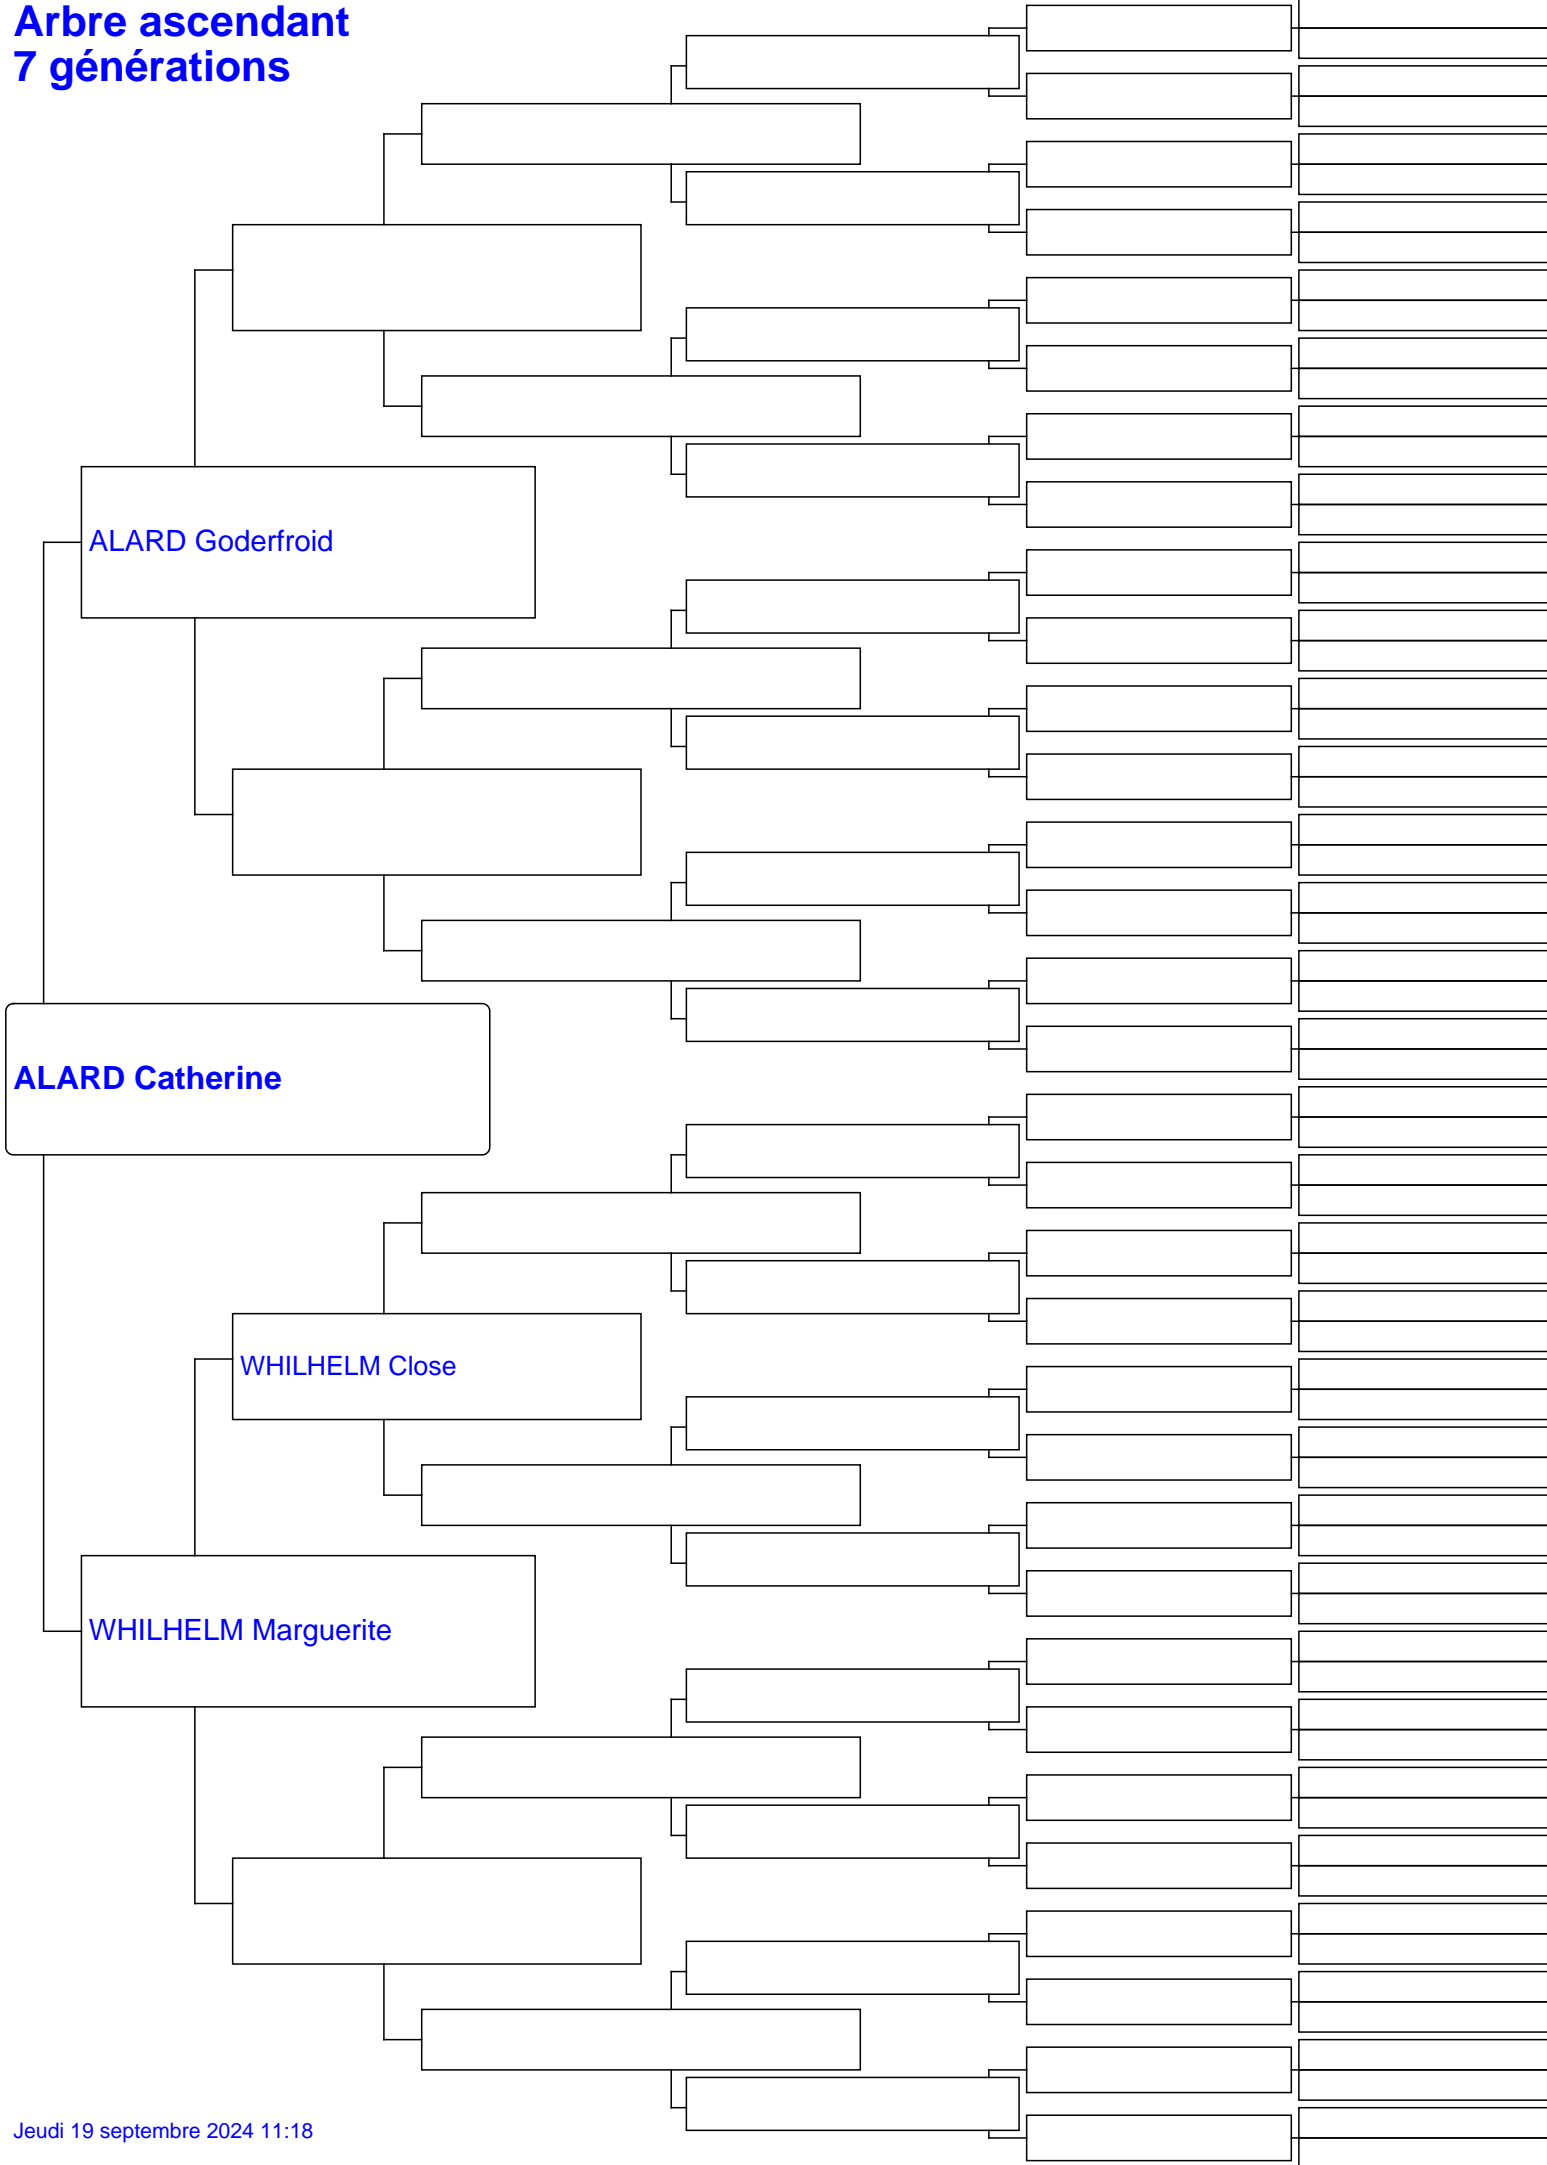 Arbre ascendant
7 générations
ALARD Goderfroid
ALARD Catherine
WHILHELM Close
WHILHELM Marguerite
Jeudi 19 septembre 2024 11:18